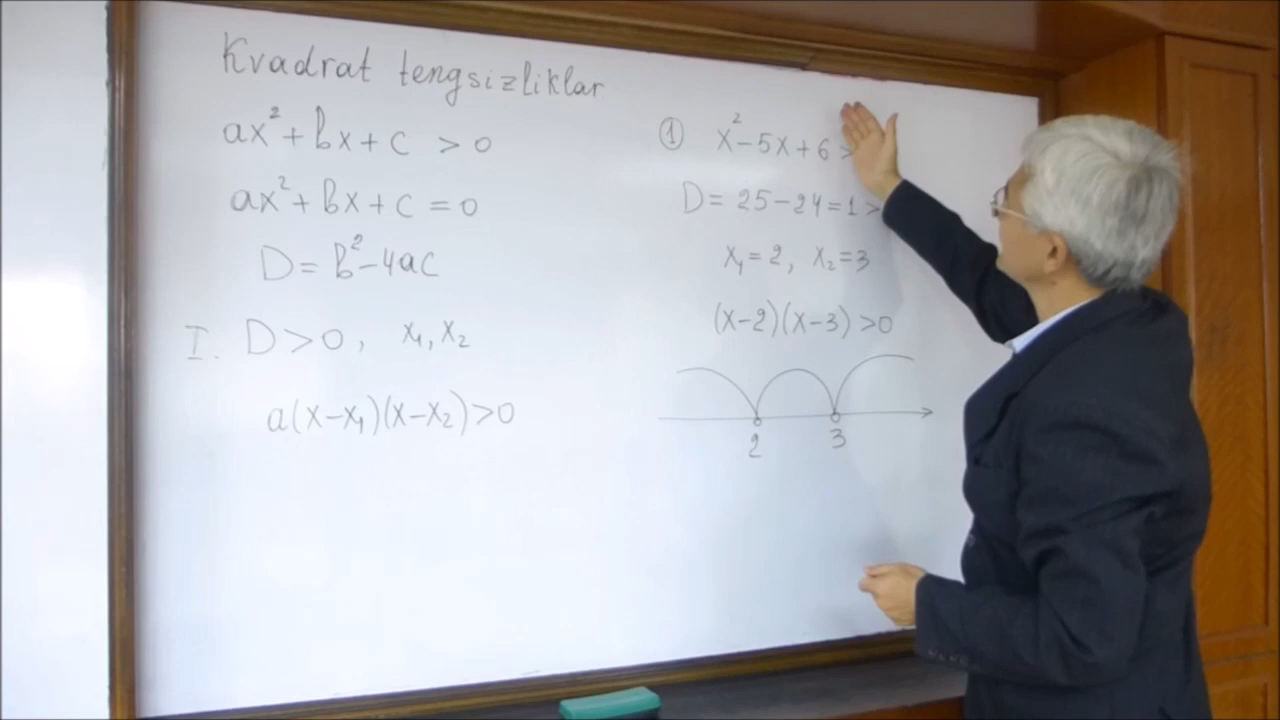 Kvadrat tengsizliklar
ax² + bx + c > 0
ax² + bx + c = 0
D = b² - 4ac
I. D > 0, x₁, x₂
a(x - x₁)(x - x₂) > 0
① x² - 5x + 6 >
D = 25 - 24 = 1 >
x₁ = 2, x₂ = 3
(x - 2)(x - 3) > 0
2 3